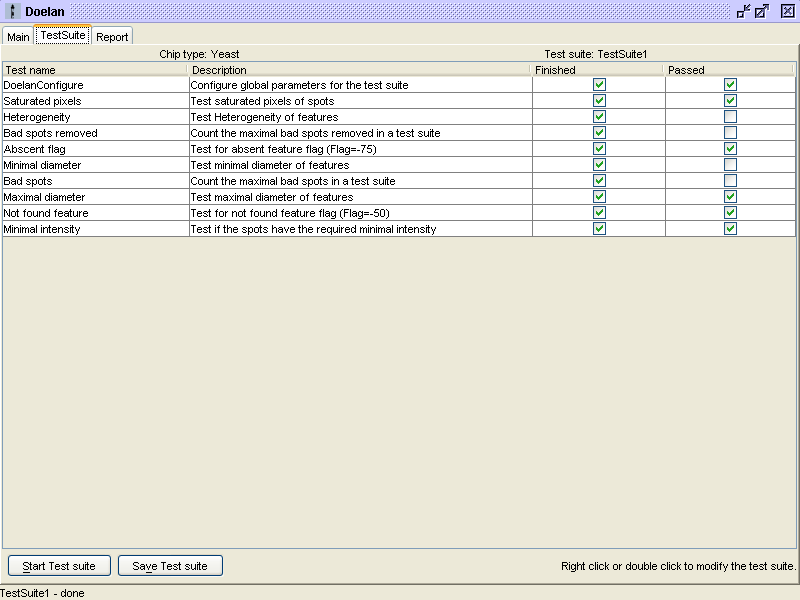 Doelan
Main TestSuite Report
Chip type: Yeast Test suite: TestSuite1
Test name Description Finished Passed
DoelanConfigure Configure global parameters for the test suite
Saturated pixels Test saturated pixels of spots
Heterogeneity Test Heterogeneity of features
Bad spots removed Count the maximal bad spots removed in a test suite
Abscent flag Test for absent feature flag (Flag=-75)
Minimal diameter Test minimal diameter of features
Bad spots Count the maximal bad spots in a test suite
Maximal diameter Test maximal diameter of features
Not found feature Test for not found feature flag (Flag=-50)
Minimal intensity Test if the spots have the required minimal intensity
Start Test suite Save Test suite Right click or double click to modify the test suite.
TestSuite1 - done